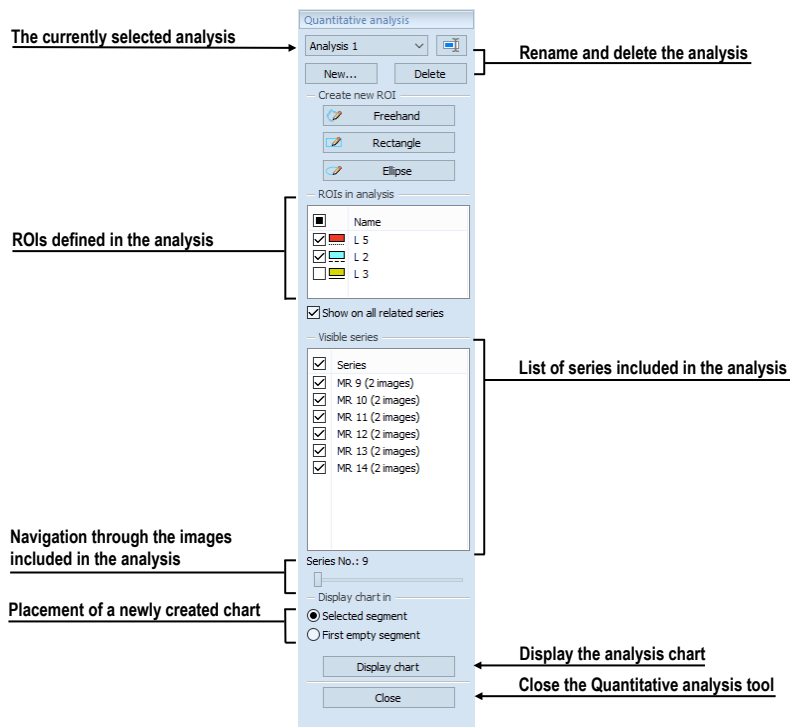 Quantitative analysis
The currently selected analysis
Analysis 1
Rename and delete the analysis
New...
Delete
Create new ROI
Freehand
Rectangle
Ellipse
ROIs in analysis
Name
ROIs defined in the analysis
L 5
L 2
L 3
Show on all related series
Visible series
Series
List of series included in the analysis
MR 9 (2 images)
MR 10 (2 images)
MR 11 (2 images)
MR 12 (2 images)
MR 13 (2 images)
MR 14 (2 images)
Navigation through the images
included in the analysis
Series No.: 9
Display chart in
Placement of a newly created chart
Selected segment
First empty segment
Display chart
Display the analysis chart
Close
Close the Quantitative analysis tool